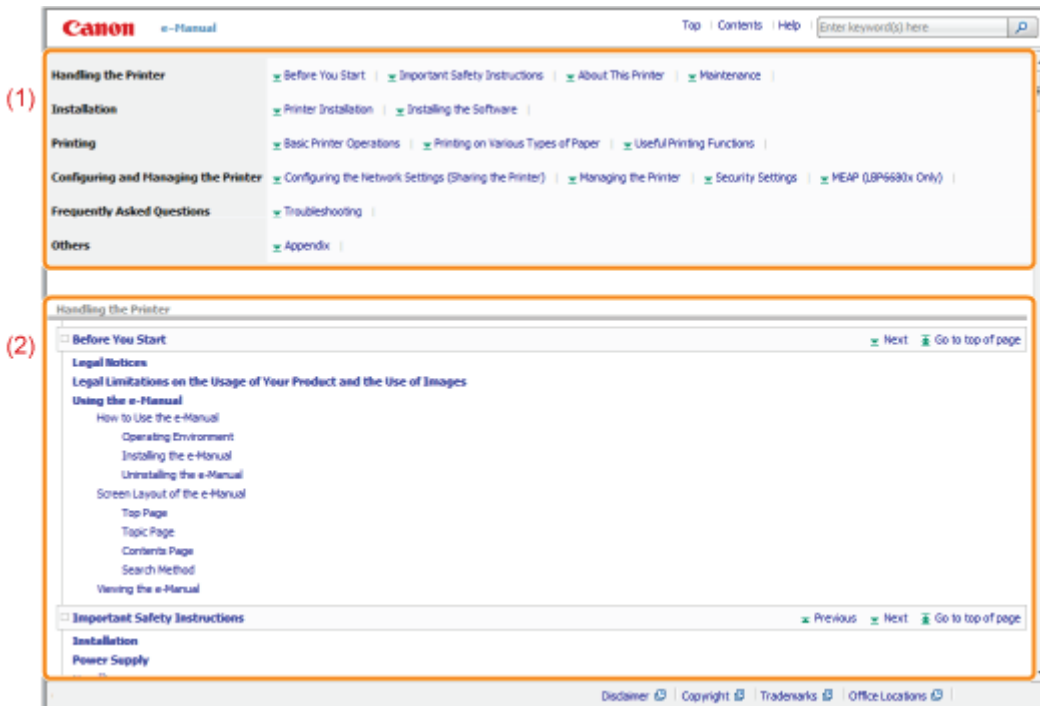 Canon e-Manual Top Contents Help Enter keyword(s) here
(1)
Handling the Printer Before You Start Important Safety Instructions About This Printer Maintenance
Installation Printer Installation Installing the Software
Printing Basic Printer Operations Printing on Various Types of Paper Useful Printing Functions
Configuring and Managing the Printer Configuring the Network Settings (Sharing the Printer) Managing the Printer Security Settings MEAP (LBP6680x Only)
Frequently Asked Questions Troubleshooting
Others Appendix
Handling the Printer
(2)
Before You Start Next Go to top of page
Legal Notices
Legal Limitations on the Usage of Your Product and the Use of Images
Using the e-Manual
How to Use the e-Manual
Operating Environment
Installing the e-Manual
Uninstalling the e-Manual
Screen Layout of the e-Manual
Top Page
Topic Page
Contents Page
Search Method
Viewing the e-Manual
Important Safety Instructions Previous Next Go to top of page
Installation
Power Supply
Disclaimer Copyright Trademarks Office Locations